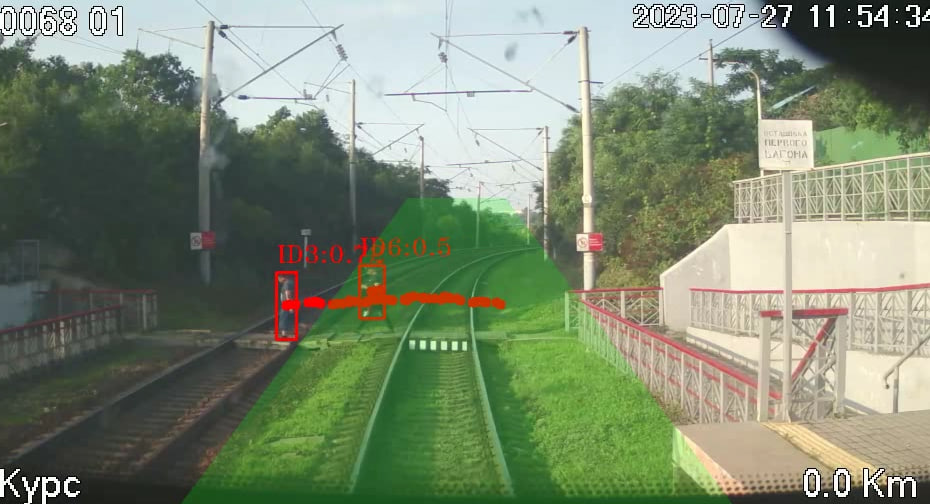 0068 01
2023-07-27 11:54:34
ОСТАНОВКА
ПЕРВОГО
ВАГОНА
ID3:0.
ID6:0.5
Курс
0.0 Km